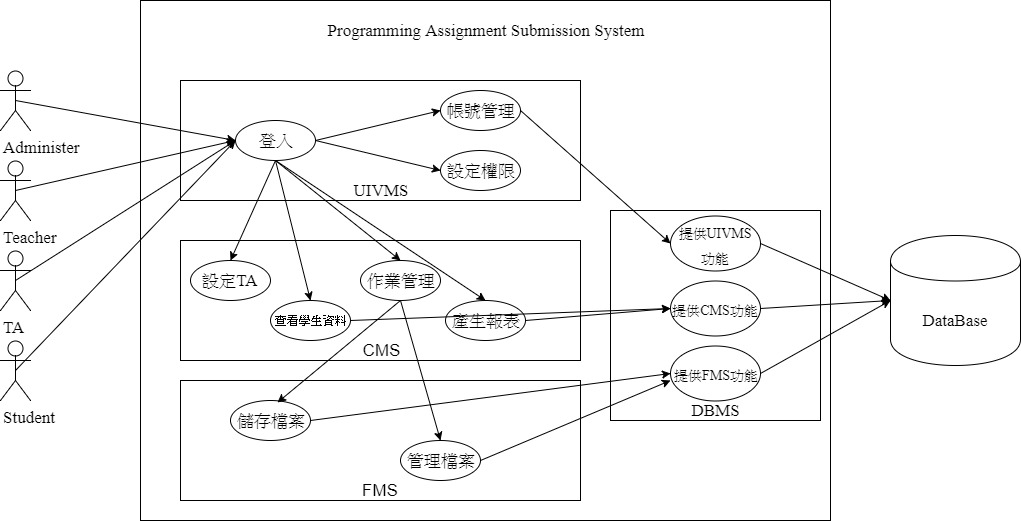 Programming Assignment Submission System
Administer
Teacher
TA
Student
登入
帳號管理
設定權限
UIVMS
設定TA
作業管理
查看學生資料
產生報表
CMS
儲存檔案
管理檔案
FMS
提供UIVMS
功能
提供CMS功能
提供FMS功能
DBMS
DataBase